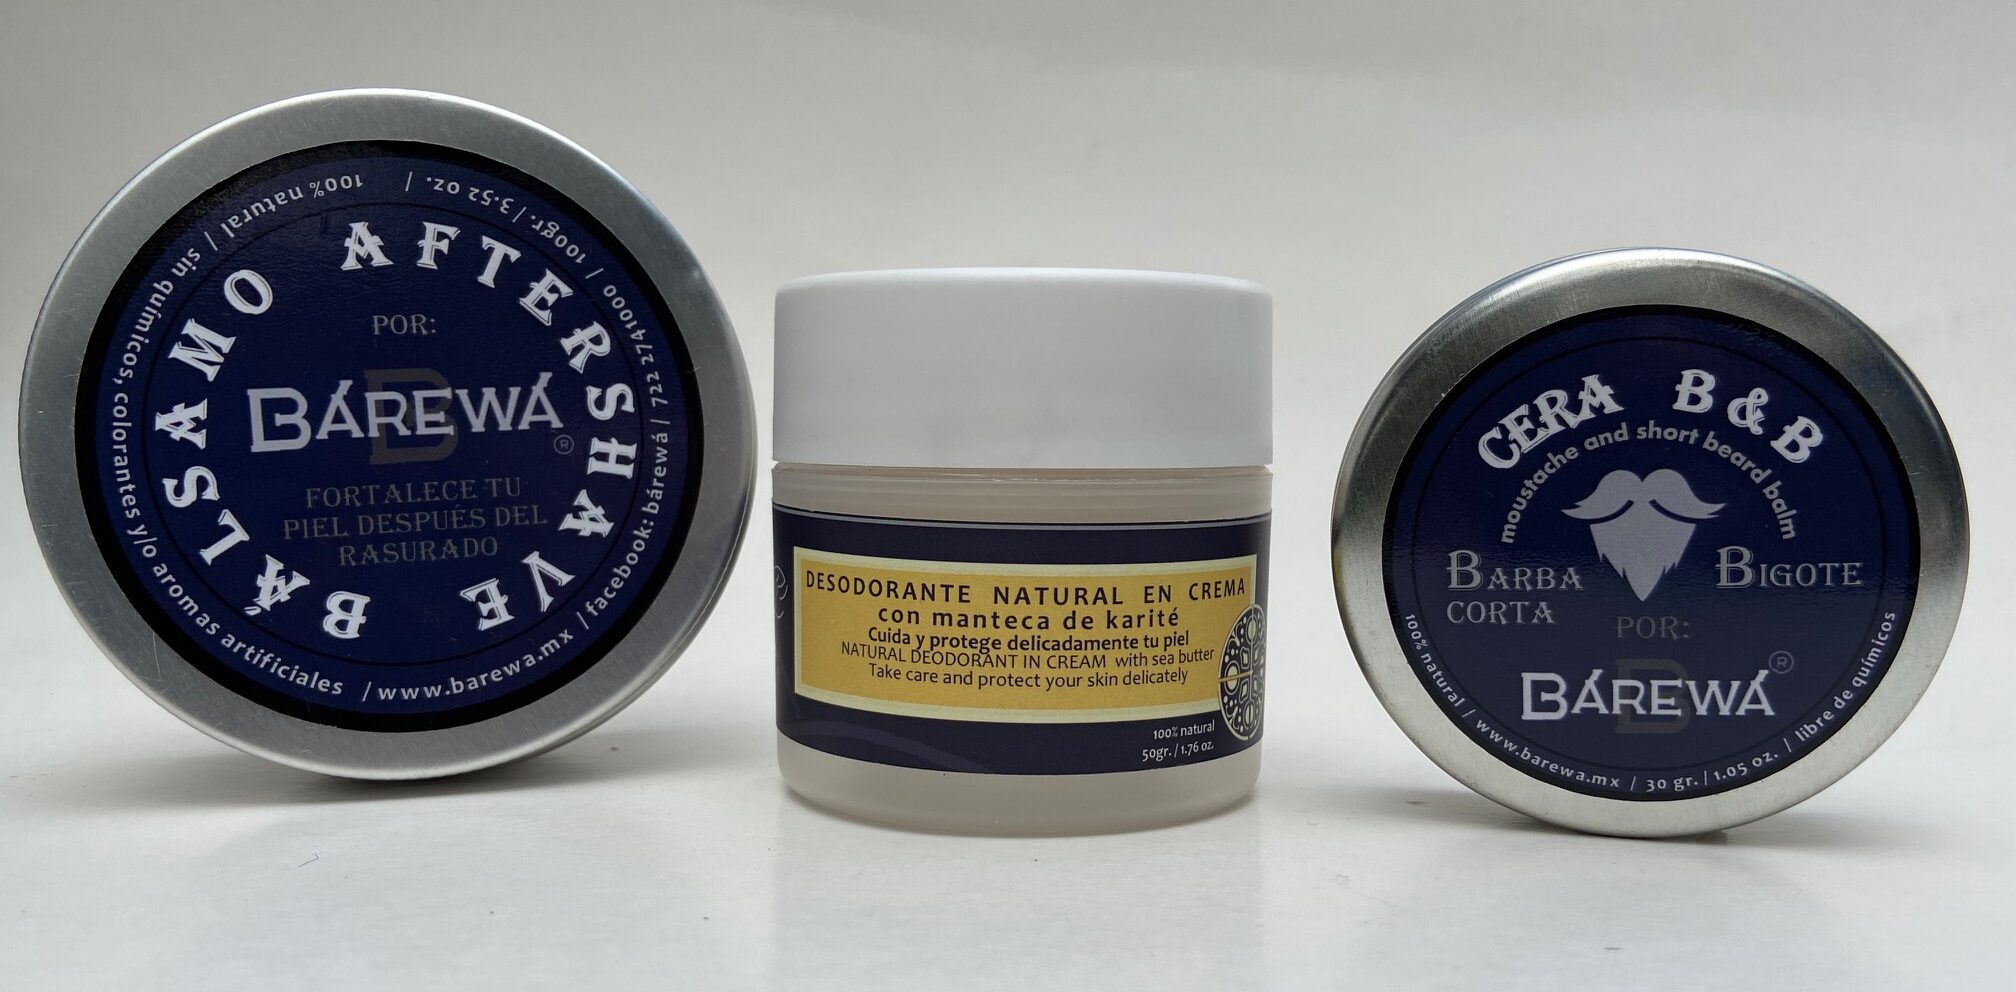 BÁLSAMO AFTERSHAVE
POR:
BÁREWÁ
®
FORTALECE TU
PIEL DESPUÉS DEL
RASURADO
100% natural / sin químicos, colorantes y/o aromas artificiales / www.barewa.mx / facebook: bárewá / 722 2741000 / 100gr. / 3.52 oz. /
DESODORANTE NATURAL EN CREMA
con manteca de karité
Cuida y protege delicadamente tu piel
NATURAL DEODORANT IN CREAM with sea butter
Take care and protect your skin delicately
100% natural
50gr. / 1.76 oz.
CERA B&B
moustache and short beard balm
BARBA
CORTA
BIGOTE
POR:
BÁREWÁ
®
100% natural / www.barewa.mx / 30 gr. / 1.05 oz. / libre de químicos